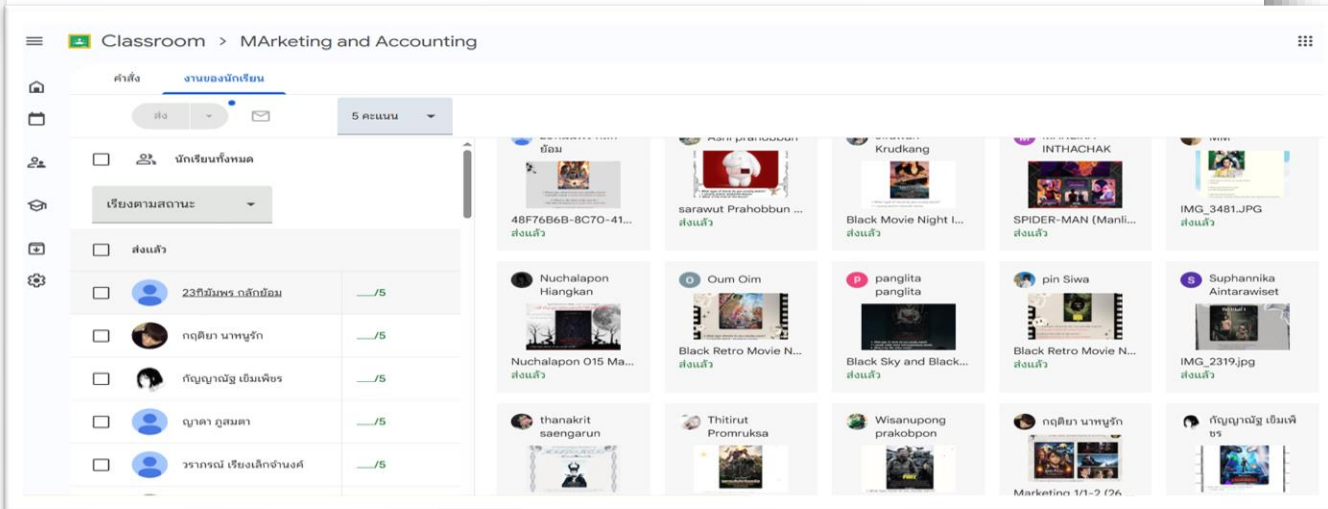 Classroom > MArketing and Accounting
คำสั่ง งานของนักเรียน
ส่ง
5 คะแนน
นักเรียนทั้งหมด
เรียงตามสถานะ
ส่งแล้ว
23ทิมัมพร กลักย้อม
__/5
กฤติยา นาทนูรัก
__/5
กัญญาณัฐ เข็มเพ็ชร
__/5
ญาดา ภูสมตา
__/5
วราภรณ์ เรียงเล็กจำนงค์
__/5
ย้อม
48F76B6B-8C70-41...
ส่งแล้ว
Ashi prahobbun
sarawut Prahobbun ...
ส่งแล้ว
Krudkang
Black Movie Night I...
ส่งแล้ว
INTHACHAK
SPIDER-MAN (Manli...
ส่งแล้ว
MM
IMG_3481.JPG
ส่งแล้ว
Nuchalapon
Hiangkan
Nuchalapon 015 Ma...
ส่งแล้ว
O Oum Oim
Black Retro Movie N...
ส่งแล้ว
p panglita
panglita
Black Sky and Black...
ส่งแล้ว
pin Siwa
Black Retro Movie N...
ส่งแล้ว
S Suphannika
Aintarawiset
IMG_2319.jpg
ส่งแล้ว
thanakrit
saengarun
Thitirut
Promruksa
Wisanupong
prakobpon
กฤติยา นาทนูรัก
Marketing 1/1-2 (26
กัญญาณัฐ เข็มเพ็
ชร